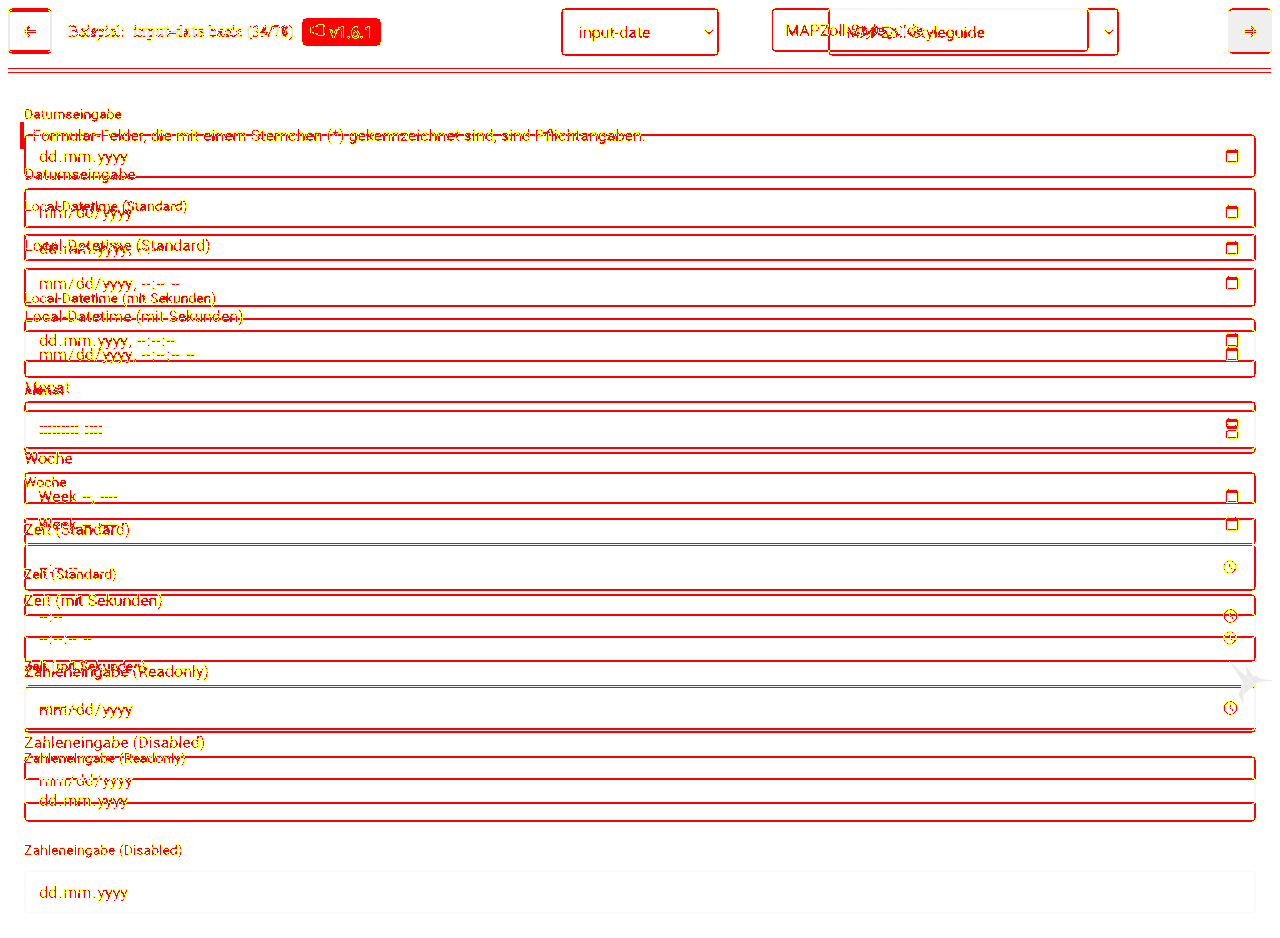 Beispiel: input-date basic (34/78) v1.6.1 input-date MAPZoll-Styleguide
Datumseingabe
Formular-Felder, die mit einem Sternchen (*) gekennzeichnet sind, sind Pflichtangaben.
dd.mm.yyyy
Datumseingabe
Local-Datetime (Standard)
mm/dd/yyyy
Local-Datetime (Standard)
mm/dd/yyyy, --:-- --
Local-Datetime (mit Sekunden)
Local-Datetime (mit Sekunden)
dd.mm.yyyy, --:--:--
mm/dd/yyyy, --:--:-- --
Monat
--------- ----
Woche
Woche
Week --, ----
Week
Zeit (Standard)
Zeit (Standard)
Zeit (mit Sekunden)
--:--
--:--:-- --
Zeit (mit Sekunden)
Zahleneingabe (Readonly)
mm/dd/yyyy
Zahleneingabe (Disabled)
Zahleneingabe (Readonly)
mm/dd/yyyy
dd.mm.yyyy
Zahleneingabe (Disabled)
dd.mm.yyyy